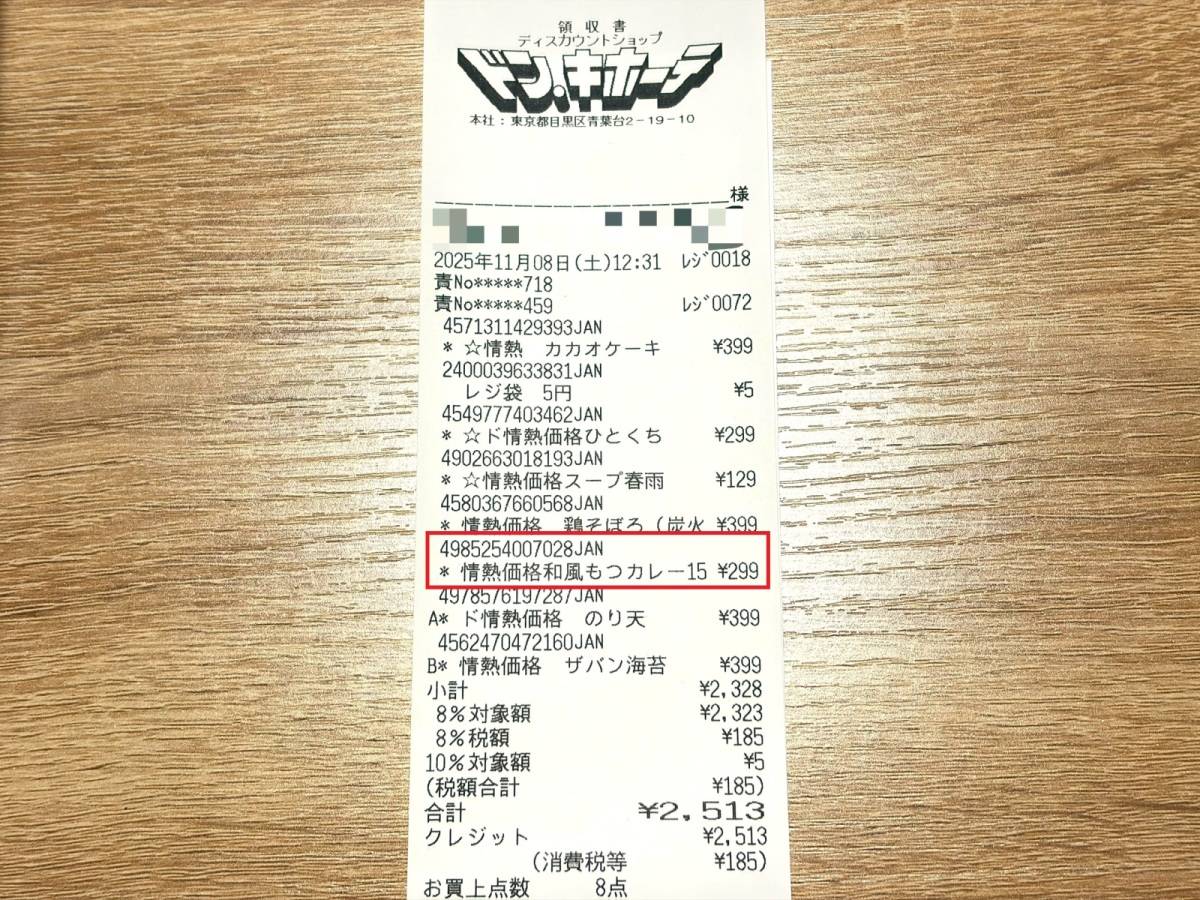 領収書
ディスカウントショップ
ドン.キホーテ
本社：東京都目黒区青葉台2－19－10
様
2025年11月08日(土)12:31 ﾚｼﾞ0018
責No*****718
責No*****459 ﾚｼﾞ0072
4571311429393JAN
* ☆情熱 カカオケーキ ¥399
2400039633831JAN
レジ袋 5円 ¥5
4549777403462JAN
* ☆ド情熱価格ひとくち ¥299
4902663018193JAN
* ☆情熱価格スープ春雨 ¥129
4580367660568JAN
* 情熱価格 鶏そぼろ（炭火 ¥399
4985254007028JAN
* 情熱価格和風もつカレー15 ¥299
4978576197287JAN
A* ド情熱価格 のり天 ¥399
4562470472160JAN
B* 情熱価格 ザバン海苔 ¥399
小計 ¥2,328
8％対象額 ¥2,323
8％税額 ¥185
10％対象額 ¥5
(税額合計 ¥185)
合計 ¥2,513
クレジット ¥2,513
(消費税等 ¥185)
お買上点数 8点